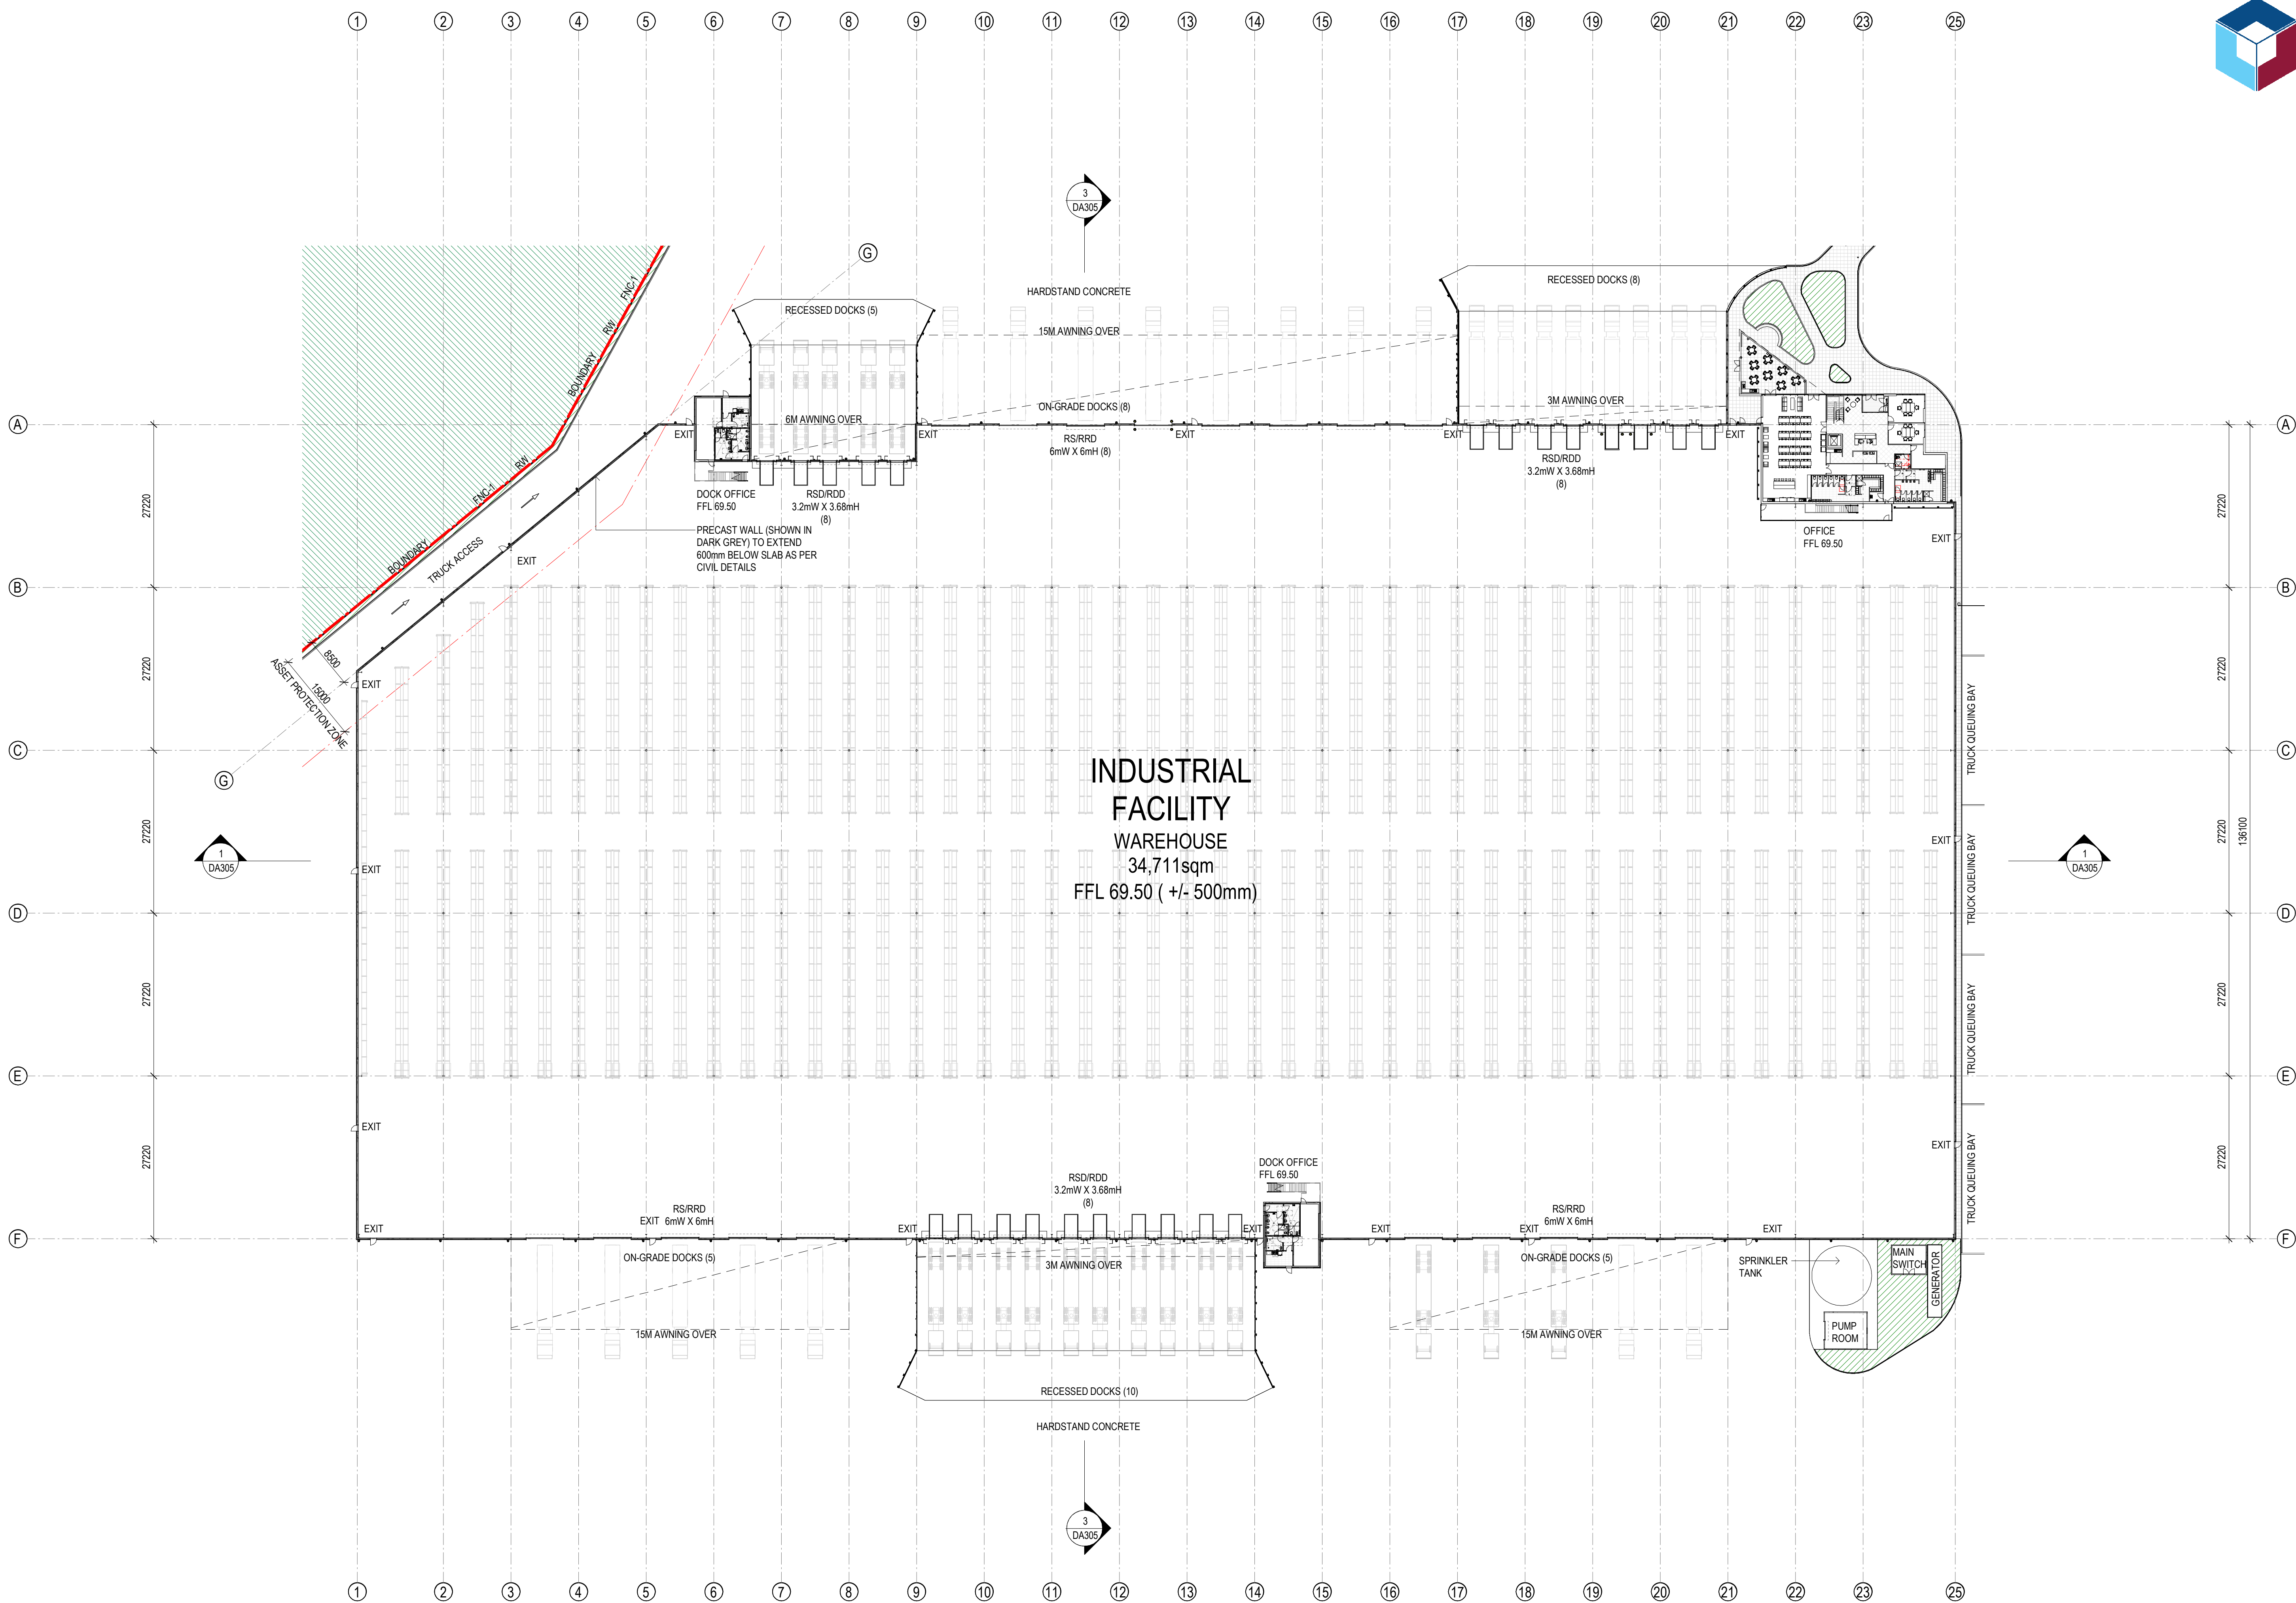 1 2 3 4 5 6 7 8 9 10 11 12 13 14 15 16 17 18 19 20 21 22 23 25
3
DA305
G
HARDSTAND CONCRETE
RECESSED DOCKS (5)
RECESSED DOCKS (8)
FNC-1
RW
BOUNDARY
15M AWNING OVER
ON-GRADE DOCKS (8)
6M AWNING OVER
3M AWNING OVER
A
A
EXIT
EXIT
EXIT
EXIT
EXIT
RS/RRD
6mW X 6mH (8)
RSD/RDD
3.2mW X 3.68mH
(8)
DOCK OFFICE
FFL 69.50
RSD/RDD
3.2mW X 3.68mH
(8)
PRECAST WALL (SHOWN IN
DARK GREY) TO EXTEND
600mm BELOW SLAB AS PER
CIVIL DETAILS
OFFICE
FFL 69.50
EXIT
RW
FNC-1
BOUNDARY
TRUCK ACCESS
EXIT
27220
27220
B
B
8500
15000
ASSET PROTECTION ZONE
EXIT
27220
27220
TRUCK QUEUING BAY
C
C
G
INDUSTRIAL
FACILITY
WAREHOUSE
34,711sqm
FFL 69.50 ( +/- 500mm)
27220
27220
136100
EXIT
EXIT
1
DA305
1
DA305
TRUCK QUEUING BAY
D
D
27220
27220
TRUCK QUEUING BAY
E
E
EXIT
EXIT
27220
27220
TRUCK QUEUING BAY
DOCK OFFICE
FFL 69.50
RSD/RDD
3.2mW X 3.68mH
(8)
RS/RRD
EXIT 6mW X 6mH
RS/RRD
6mW X 6mH
EXIT
EXIT
EXIT
EXIT
EXIT
EXIT
F
F
ON-GRADE DOCKS (5)
3M AWNING OVER
ON-GRADE DOCKS (5)
SPRINKLER
TANK
MAIN
SWITCH
GENERATOR
15M AWNING OVER
15M AWNING OVER
PUMP
ROOM
RECESSED DOCKS (10)
HARDSTAND CONCRETE
3
DA305
1 2 3 4 5 6 7 8 9 10 11 12 13 14 15 16 17 18 19 20 21 22 23 25